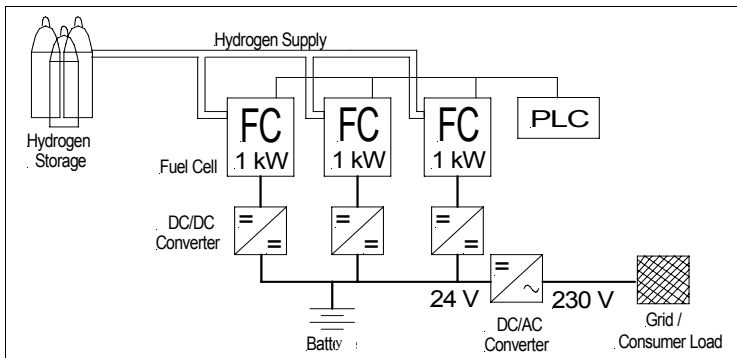 Hydrogen Supply
FC
1 kW
FC
1 kW
FC
1 kW
PLC
Hydrogen
Storage
Fuel Cell
DC/DC
Converter
24 V
230 V
DC/AC
Converter
Grid /
Consumer Load